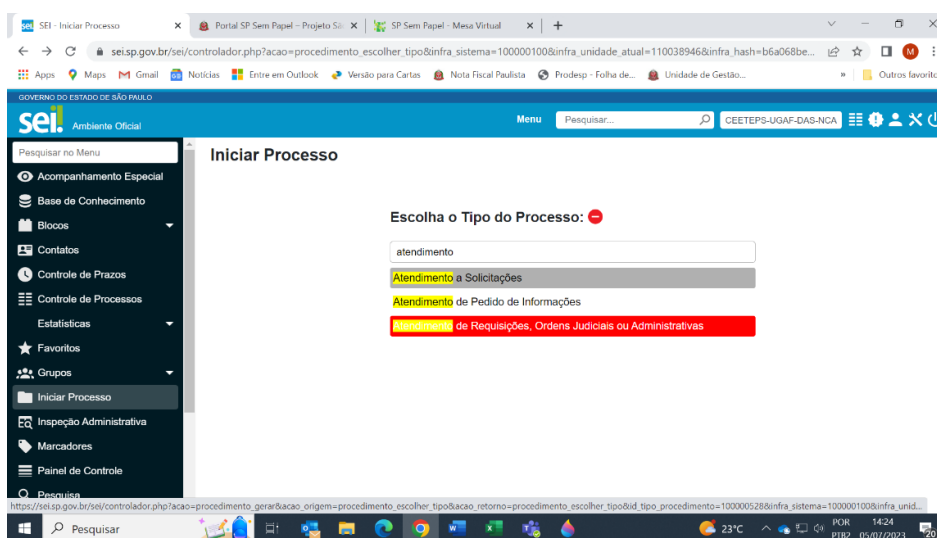 SEI - Iniciar Processo
Portal SP Sem Papel – Projeto Sã
SP Sem Papel - Mesa Virtual
sei.sp.gov.br/sei/controlador.php?acao=procedimento_escolher_tipo&infra_sistema=100000100&infra_unidade_atual=110038946&infra_hash=b6a068be...
M
Apps Maps Gmail Notícias Entre em Outlook Versão para Cartas Nota Fiscal Paulista Prodesp - Folha de... Unidade de Gestão... » Outros favorito
GOVERNO DO ESTADO DE SÃO PAULO
sei! Ambiente Oficial Menu Pesquisar... CEETEPS-UGAF-DAS-NCA
Pesquisar no Menu
Acompanhamento Especial
Base de Conhecimento
Blocos
Contatos
Controle de Prazos
Controle de Processos
Estatísticas
Favoritos
Grupos
Iniciar Processo
Inspeção Administrativa
Marcadores
Painel de Controle
Pesquisa
Iniciar Processo
Escolha o Tipo do Processo:
atendimento
Atendimento a Solicitações
Atendimento de Pedido de Informações
Atendimento de Requisições, Ordens Judiciais ou Administrativas
https://sei.sp.gov.br/sei/controlador.php?acao=procedimento_gerar&acao_origem=procedimento_escolher_tipo&acao_retorno=procedimento_escolher_tipo&id_tipo_procedimento=100000528&infra_sistema=100000100&infra_unid...
Pesquisar
23°C
POR 14:24
PTB2 05/07/2023
20